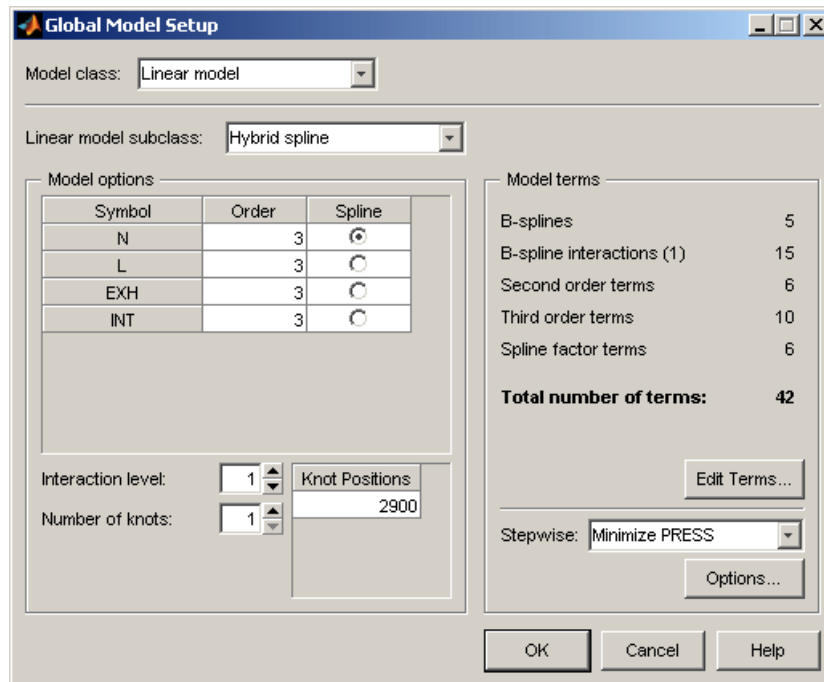 Global Model Setup
Model class: Linear model
Linear model subclass: Hybrid spline
Model options
Symbol Order Spline
N 3
L 3
EXH 3
INT 3
Interaction level: 1
Number of knots: 1
Knot Positions
2900
Model terms
B-splines 5
B-spline interactions (1) 15
Second order terms 6
Third order terms 10
Spline factor terms 6
Total number of terms: 42
Edit Terms...
Stepwise: Minimize PRESS
Options...
OK Cancel Help